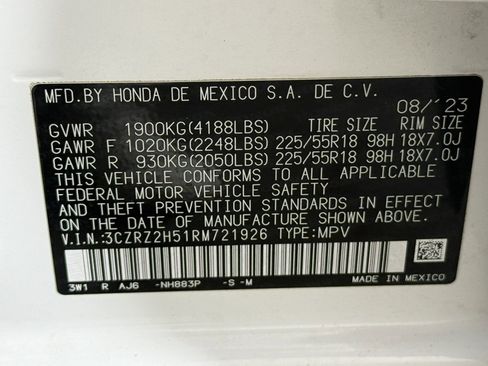 MFD.BY HONDA DE MEXICO S.A. DE C.V.
08/'23
GVWR 1900KG(4188LBS) TIRE SIZE RIM SIZE
GAWR F 1020KG(2248LBS) 225/55R18 98H 18X7.0J
GAWR R 930KG(2050LBS) 225/55R18 98H 18X7.0J
THIS VEHICLE CONFORMS TO ALL APPLICABLE
FEDERAL MOTOR VEHICLE SAFETY
AND THEFT PREVENTION STANDARDS IN EFFECT
ON THE DATE OF MANUFACTURE SHOWN ABOVE.
V.I.N:3CZRZ2H51RM721926 TYPE:MPV
3W1 R AJ6 -NH883P -S -M
MADE IN MEXICO